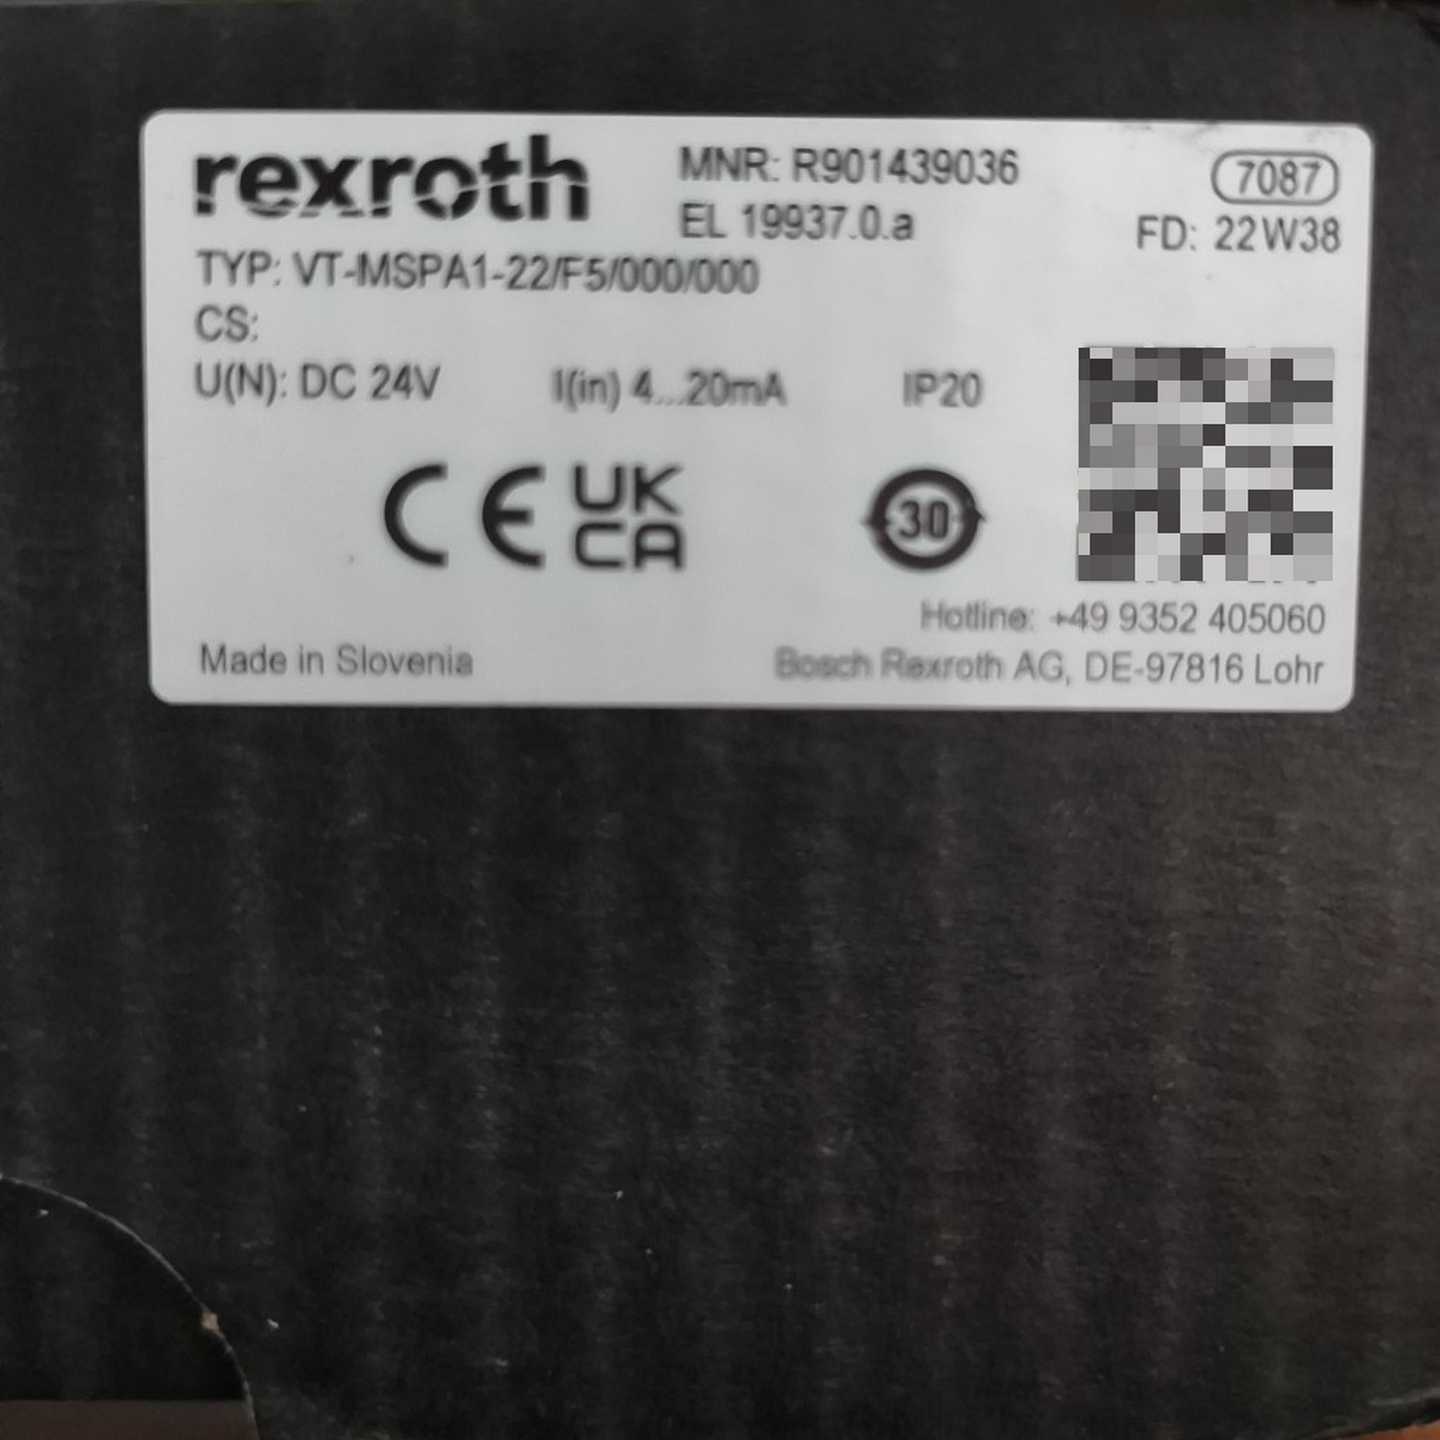 rexroth
MNR: R901439036
EL 19937.0.a
7087
FD: 22W38
TYP: VT-MSPA1-22/F5/000/000
CS:
U(N): DC 24V I(in) 4...20mA IP20
CE UK
CA
30
Hotline: +49 9352 405060
Made in Slovenia
Bosch Rexroth AG, DE-97816 Lohr